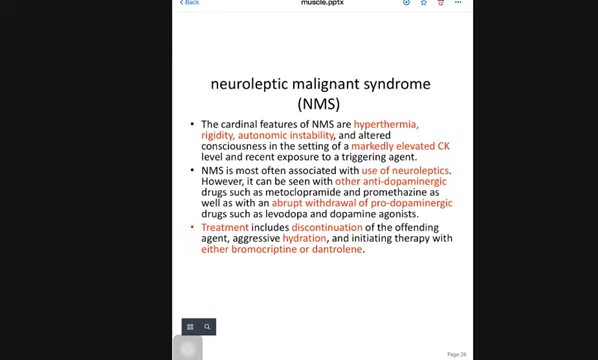 Back
muscle.pptx
neuroleptic malignant syndrome
(NMS)
• The cardinal features of NMS are hyperthermia,
rigidity, autonomic instability, and altered
consciousness in the setting of a markedly elevated CK
level and recent exposure to a triggering agent.
• NMS is most often associated with use of neuroleptics.
However, it can be seen with other anti-dopaminergic
drugs such as metoclopramide and promethazine as
well as with an abrupt withdrawal of pro-dopaminergic
drugs such as levodopa and dopamine agonists.
• Treatment includes discontinuation of the offending
agent, aggressive hydration, and initiating therapy with
either bromocriptine or dantrolene.